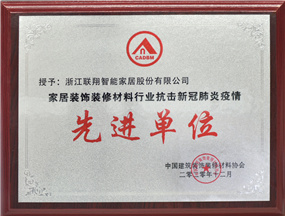 CADBM
授予：浙江联翔智能家居股份有限公司
家居装饰装修材料行业抗击新冠肺炎疫情
先进单位
中国建筑装饰装修材料协会
二零二零年十二月